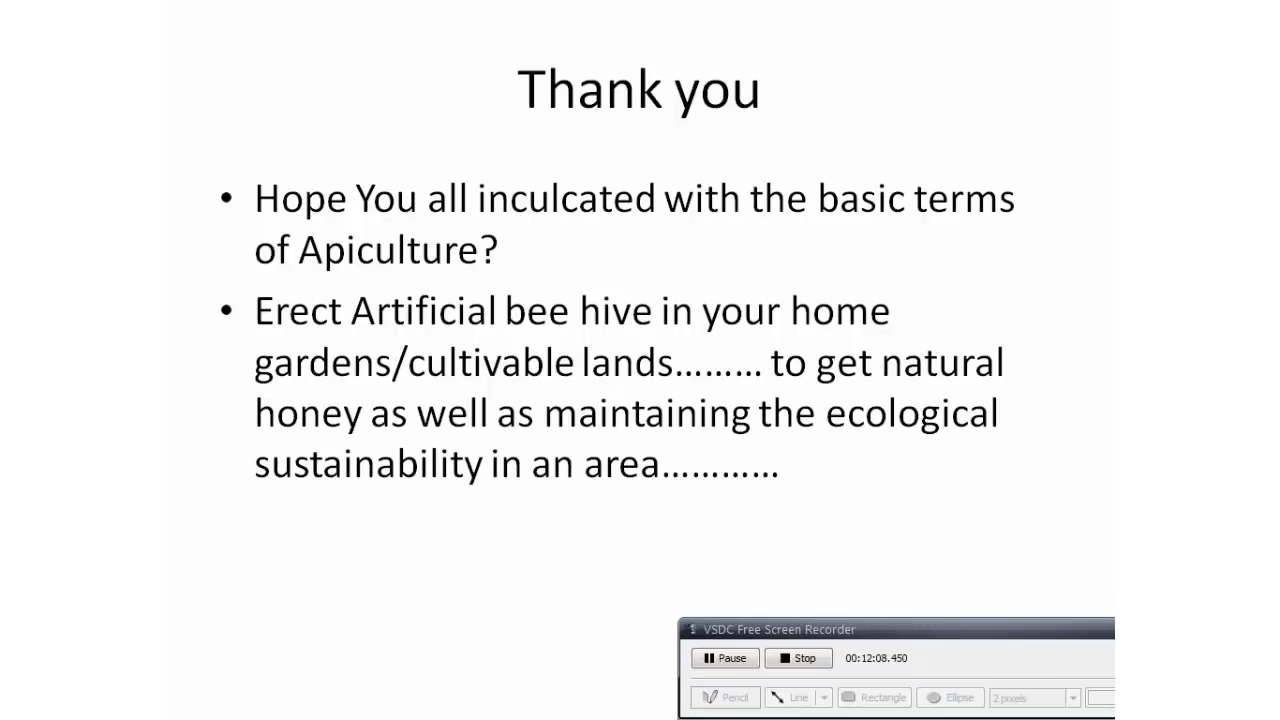 Thank you
• Hope You all inculcated with the basic terms
of Apiculture?
• Erect Artificial bee hive in your home
gardens/cultivable lands……… to get natural
honey as well as maintaining the ecological
sustainability in an area…………
VSDC Free Screen Recorder
Pause Stop 00:12:08.450
Pencil Line Rectangle Ellipse 2 pixels